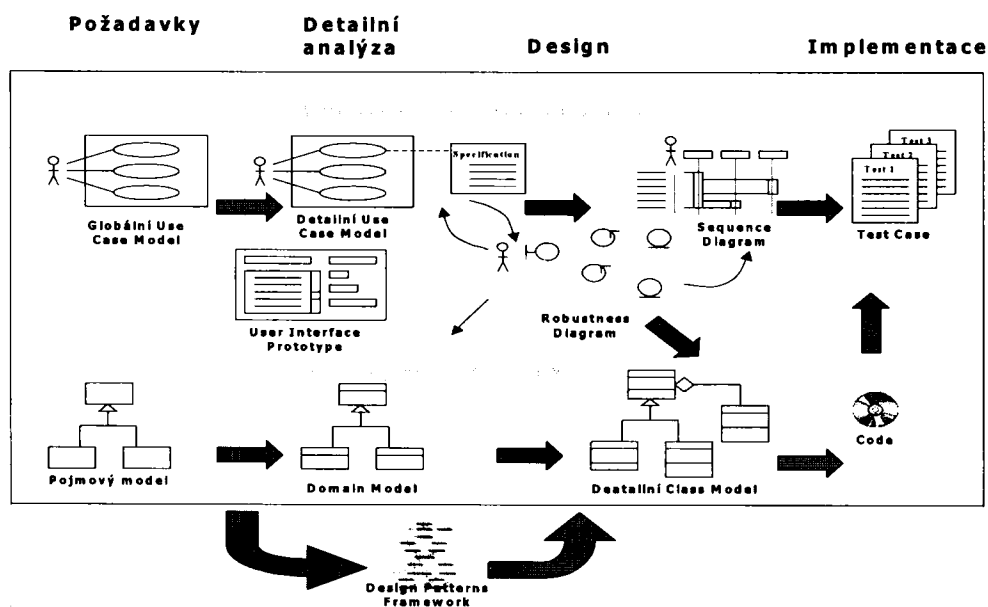 Požadavky
Detailní
analýza
Design
Implementace
Globální Use
Case Model
Detailní Use
Case Model
Specification
Sequence
Diagram
Test 3
Test 2
Test 1
Test Case
User Interface
Prototype
Robustness
Diagram
Pojmový model
Domain Model
Deatailní Class Model
Code
Design Patterns
Framework